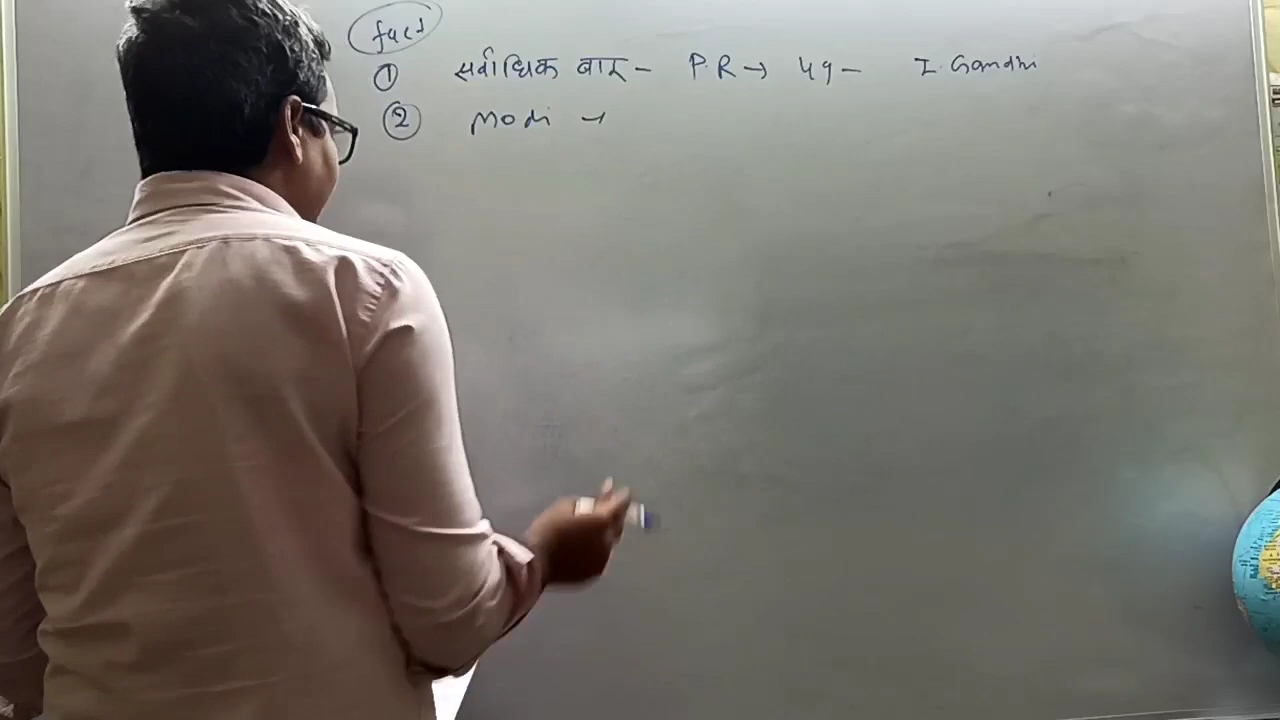 fact
① सर्वाधिक बार - P.R → 49 - I. Gandhi
② Modi →